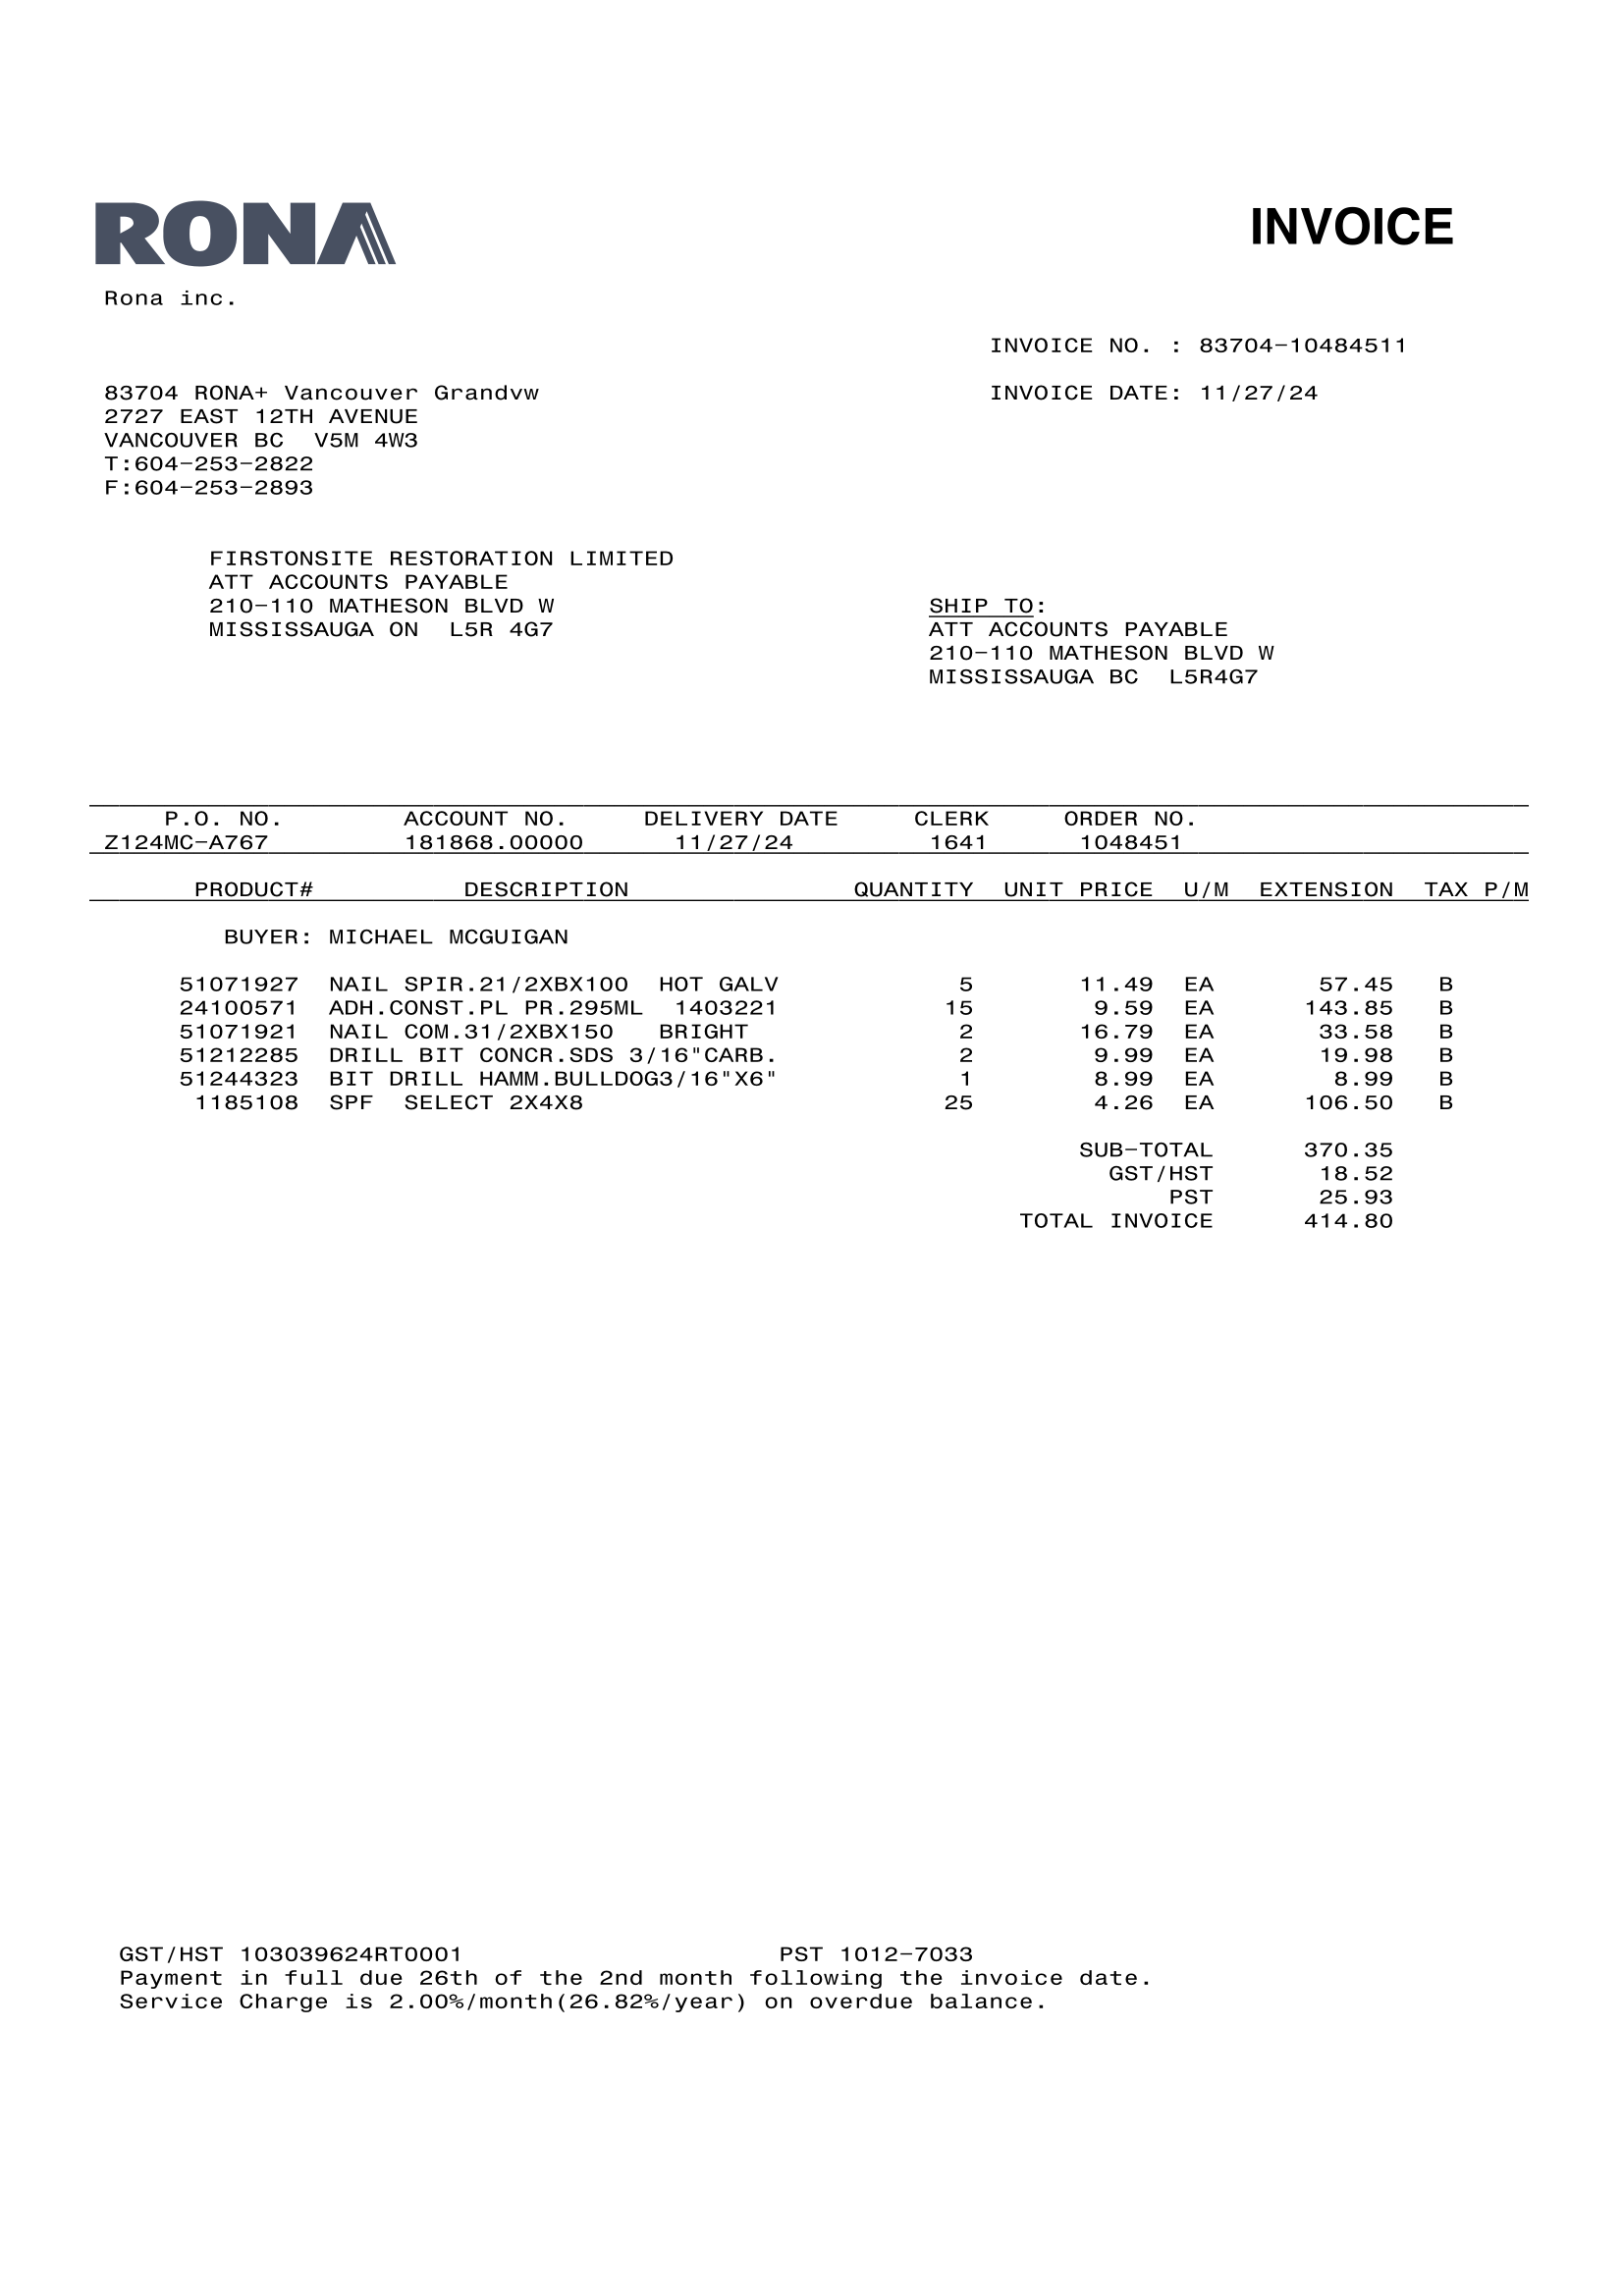 RONA
INVOICE
Rona inc.
INVOICE NO. : 83704-10484511
83704 RONA+ Vancouver Grandvw
INVOICE DATE: 11/27/24
2727 EAST 12TH AVENUE
VANCOUVER BC  V5M 4W3
T:604-253-2822
F:604-253-2893
FIRSTONSITE RESTORATION LIMITED
ATT ACCOUNTS PAYABLE
210-110 MATHESON BLVD W
MISSISSAUGA ON  L5R 4G7
SHIP TO:
ATT ACCOUNTS PAYABLE
210-110 MATHESON BLVD W
MISSISSAUGA BC  L5R4G7
P.O. NO. ACCOUNT NO. DELIVERY DATE CLERK ORDER NO.
Z124MC-A767 181868.00000 11/27/24 1641 1048451
PRODUCT# DESCRIPTION QUANTITY UNIT PRICE U/M EXTENSION TAX P/M
BUYER: MICHAEL MCGUIGAN
51071927 NAIL SPIR.21/2XBX100  HOT GALV 5 11.49 EA 57.45 B
24100571 ADH.CONST.PL PR.295ML  1403221 15 9.59 EA 143.85 B
51071921 NAIL COM.31/2XBX150   BRIGHT 2 16.79 EA 33.58 B
51212285 DRILL BIT CONCR.SDS 3/16"CARB. 2 9.99 EA 19.98 B
51244323 BIT DRILL HAMM.BULLDOG3/16"X6" 1 8.99 EA 8.99 B
1185108 SPF  SELECT 2X4X8 25 4.26 EA 106.50 B
SUB-TOTAL 370.35
GST/HST 18.52
PST 25.93
TOTAL INVOICE 414.80
GST/HST 103039624RT0001 PST 1012-7033
Payment in full due 26th of the 2nd month following the invoice date.
Service Charge is 2.00%/month(26.82%/year) on overdue balance.